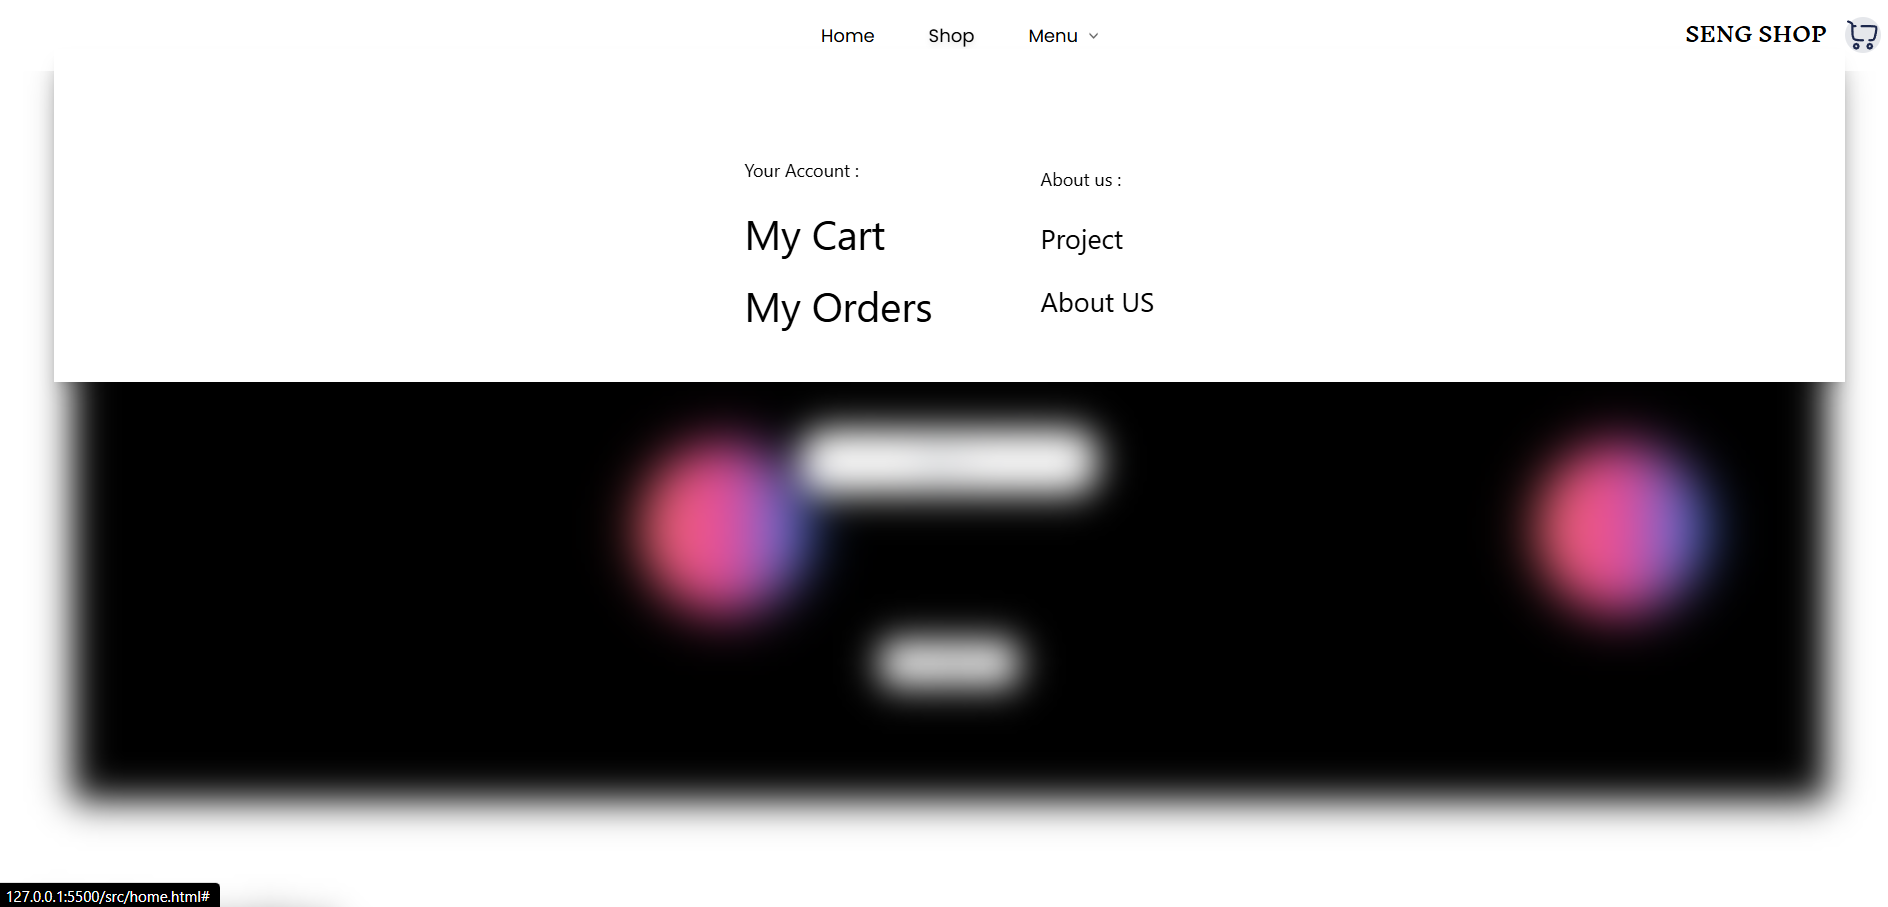 Home Shop Menu SENG SHOP
Your Account :
My Cart
My Orders
About us :
Project
About US
127.0.0.1:5500/src/home.html#